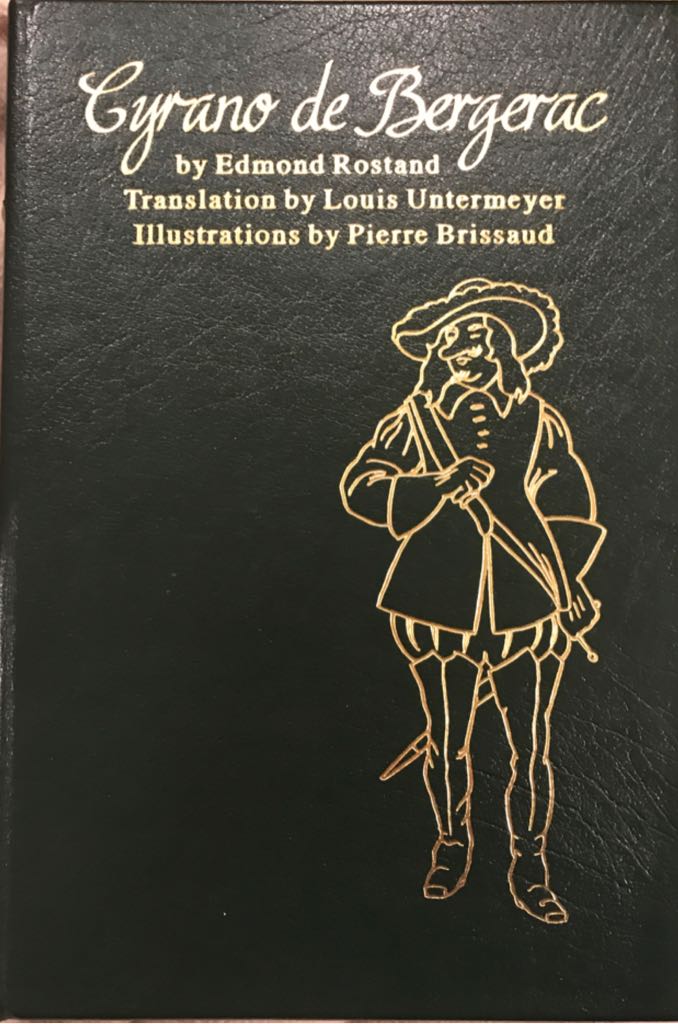 Cyrano de Bergerac
by Edmond Rostand
Translation by Louis Untermeyer
Illustrations by Pierre Brissaud